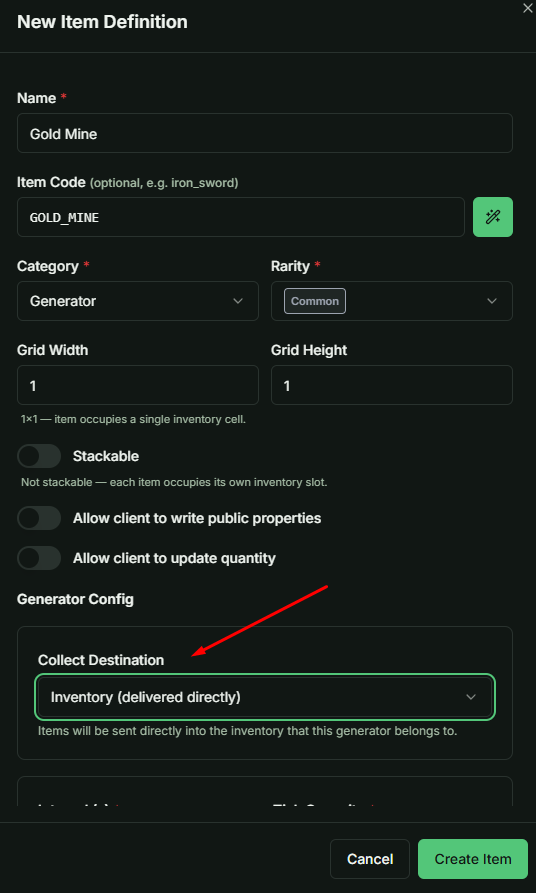 New Item Definition
Name *
Gold Mine
Item Code (optional, e.g. iron_sword)
GOLD_MINE
Category *
Rarity *
Generator
Common
Grid Width
Grid Height
1
1
1×1 — item occupies a single inventory cell.
Stackable
Not stackable — each item occupies its own inventory slot.
Allow client to write public properties
Allow client to update quantity
Generator Config
Collect Destination
Inventory (delivered directly)
Items will be sent directly into the inventory that this generator belongs to.
Cancel
Create Item